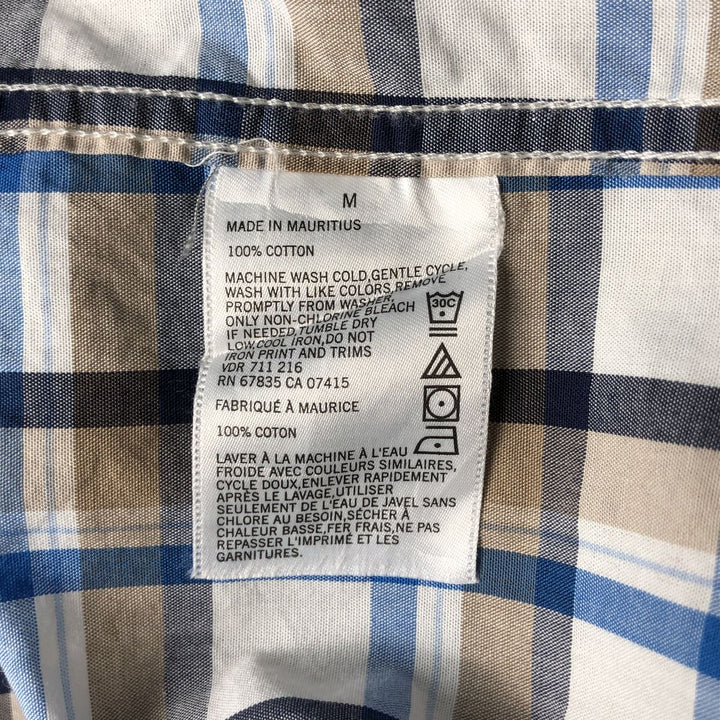 M
MADE IN MAURITIUS
100% COTTON
MACHINE WASH COLD,GENTLE CYCLE,
WASH WITH LIKE COLORS,REMOVE
PROMPTLY FROM WASHER,
ONLY NON-CHLORINE BLEACH
IF NEEDED,TUMBLE DRY
LOW,COOL IRON,DO NOT
IRON PRINT AND TRIMS
VDR 711 216
RN 67835 CA 07415
30C
FABRIQUÉ À MAURICE
100% COTON
LAVER À LA MACHINE À L'EAU
FROIDE AVEC COULEURS SIMILAIRES,
CYCLE DOUX,ENLEVER RAPIDEMENT
APRÈS LE LAVAGE,UTILISER
SEULEMENT DE L'EAU DE JAVEL SANS
CHLORE AU BESOIN,SÉCHER À
CHALEUR BASSE,FER FRAIS,NE PAS
REPASSER L'IMPRIMÉ ET LES
GARNITURES.